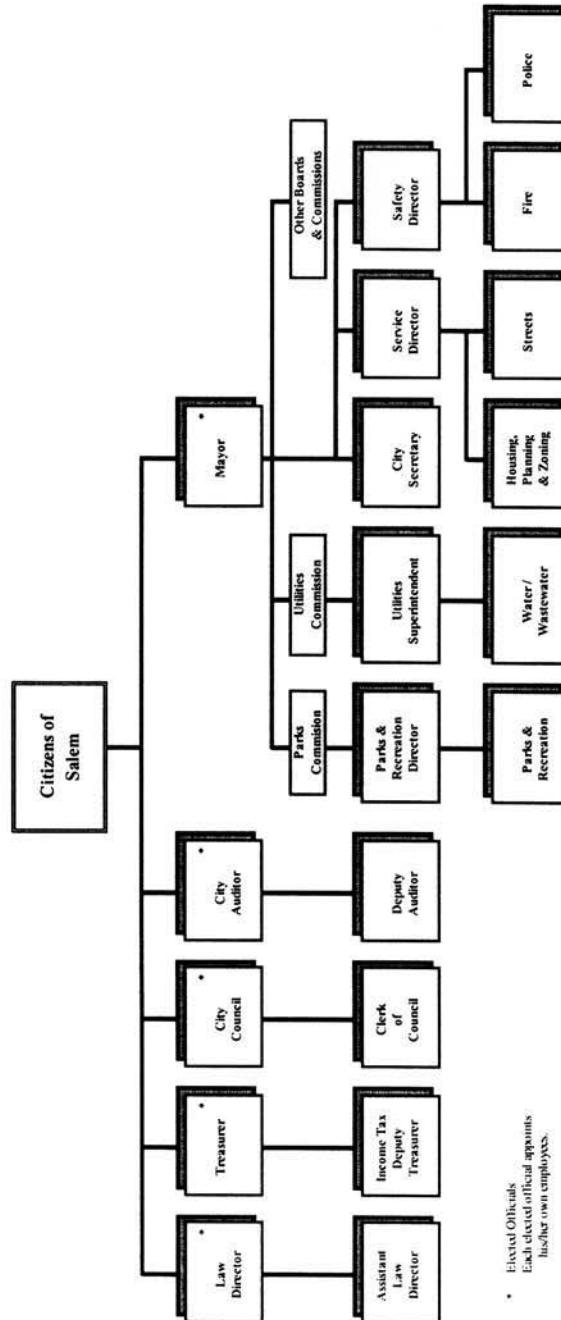 Citizens of
Salem
*
Law
Director
*
Treasurer
*
City
Council
*
City
Auditor
*
Mayor
Parks
Commision
Utilities
Commission
Other Boards
& Commissions
Assistant
Law
Director
Income Tax
Deputy
Treasurer
Clerk
of
Council
Deputy
Auditor
Parks &
Recreation
Director
Utilities
Superintendent
City
Secretary
Service
Director
Safety
Director
Parks &
Recreation
Water /
Wastewater
Housing,
Planning
& Zoning
Streets
Fire
Police
* Elected Officials
Each elected official appoints
his/her own employees.